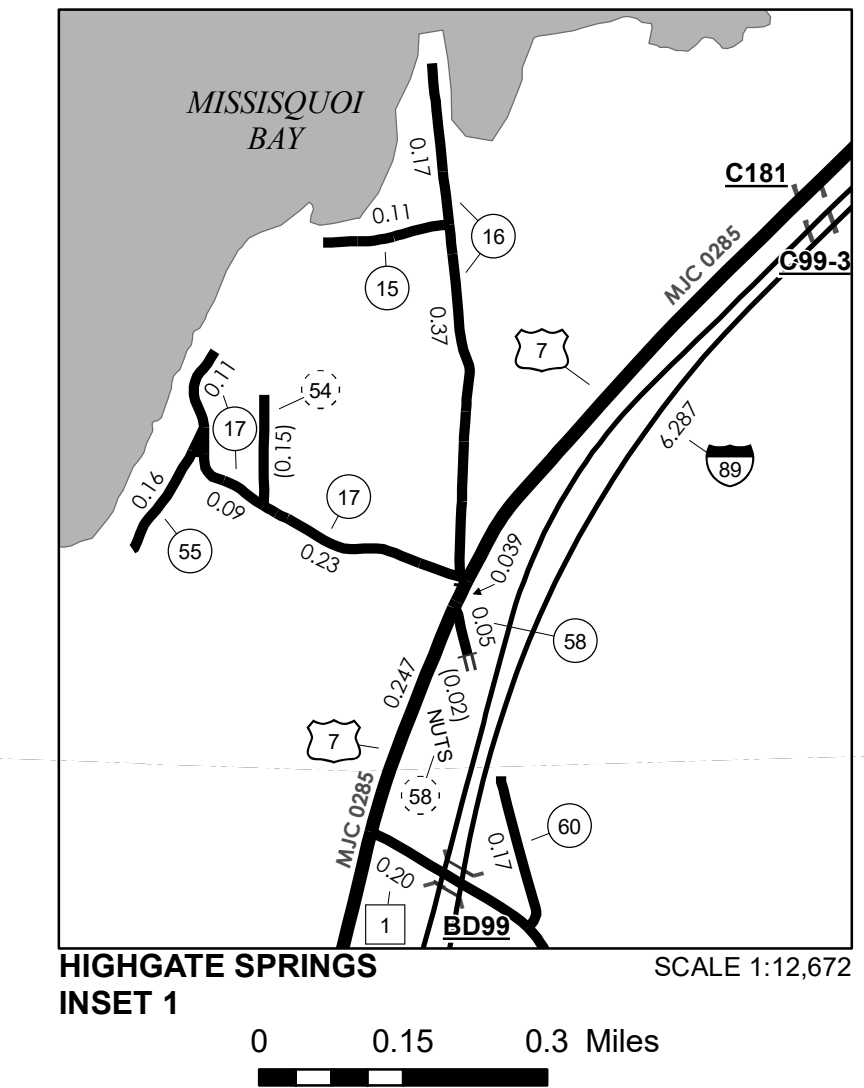 MISSISQUOI
BAY
0.17
C181
0.11
16
15
C99-3
MJC 0285
0.37
7
0.11
54
17
(0.15)
6.287
89
0.16
0.09
17
55
0.23
0.039
0.05
58
0.247
(0.02)
NUTS
7
58
MJC 0285
60
0.17
0.20
1
BD99
HIGHGATE SPRINGS
SCALE 1:12,672
INSET 1
0 0.15 0.3 Miles